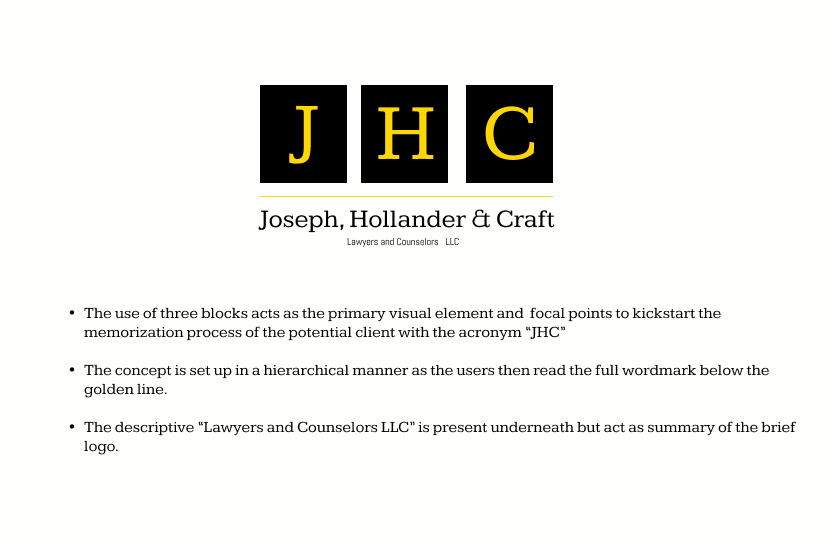 J H C
Joseph, Hollander & Craft
Lawyers and Counselors LLC
• The use of three blocks acts as the primary visual element and focal points to kickstart the
memorization process of the potential client with the acronym “JHC”
• The concept is set up in a hierarchical manner as the users then read the full wordmark below the
golden line.
• The descriptive “Lawyers and Counselors LLC” is present underneath but act as summary of the brief
logo.